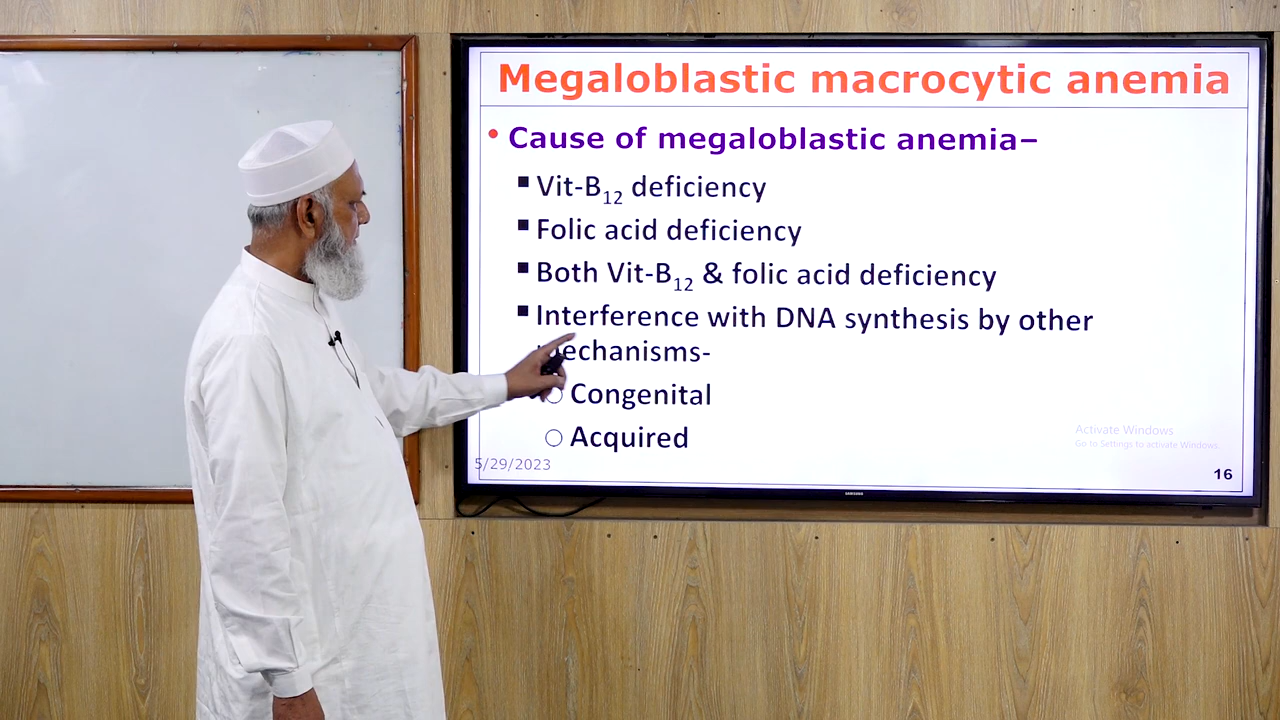 Megaloblastic macrocytic anemia
• Cause of megaloblastic anemia–
▪ Vit-B12 deficiency
▪ Folic acid deficiency
▪ Both Vit-B12 & folic acid deficiency
▪ Interference with DNA synthesis by other
mechanisms-
○ Congenital
○ Acquired
Activate Windows
Go to Settings to activate Windows.
5/29/2023
16
SAMSUNG